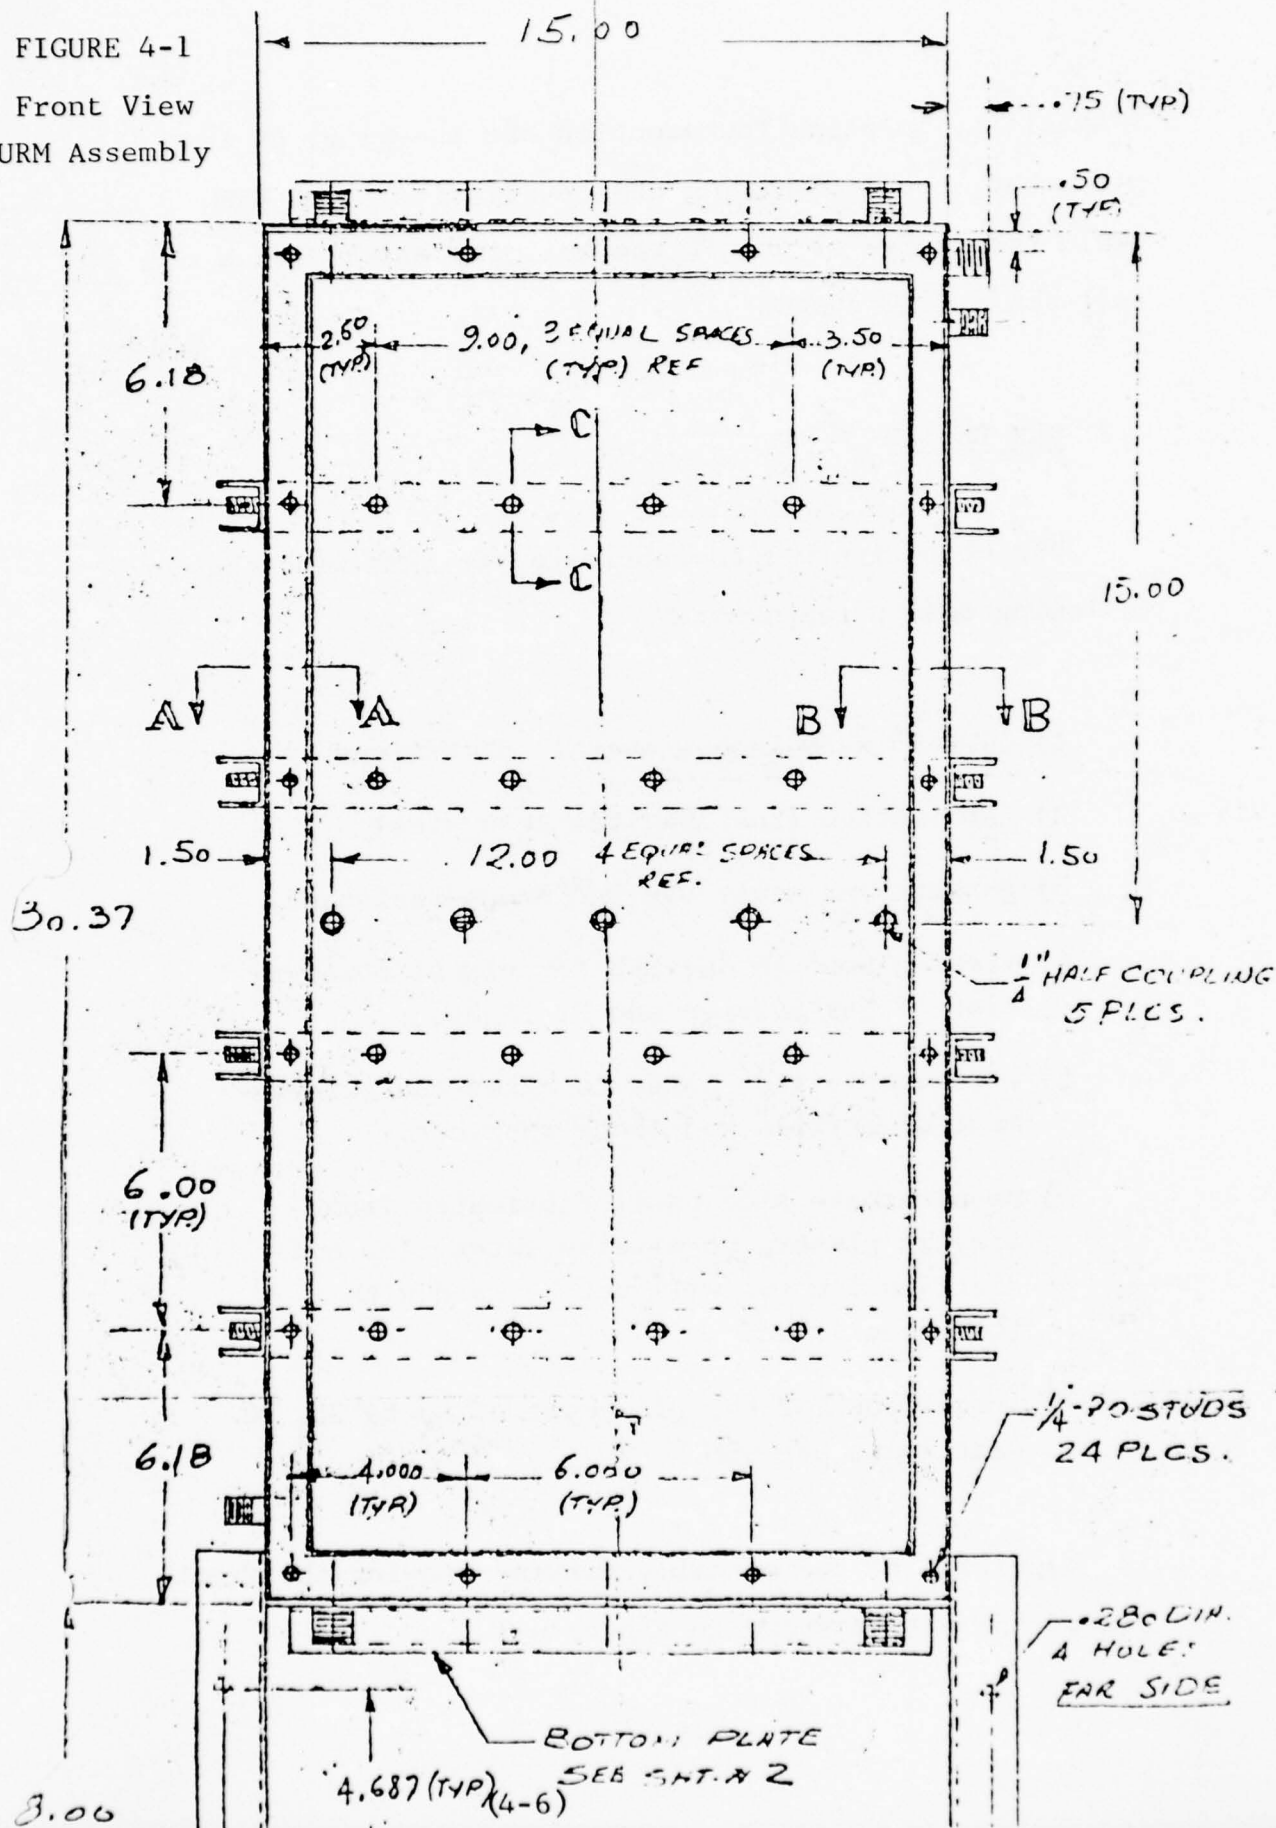 FIGURE 4-1
Front View
URM Assembly
15.00
.75 (TYP)
.50
(TYP)
6.18
2.50
(TYP.)
9.00, 3 EQUAL SPACES
(TYP.) REF
3.50
(TYP.)
C
C
15.00
A
A
B
B
1.50
12.00 4 EQUAL SPACES
REF.
1.50
30.37
1/4" HALF COUPLING
5 PLCS.
6.00
(TYP.)
6.18
1/4-20 STUDS
24 PLCS.
4.000
(TYP.)
6.000
(TYP.)
.280 DIA.
4 HOLES
FAR SIDE
BOTTOM PLATE
SEE SHT. # 2
4.687 (TYP)
(4-6)
8.00